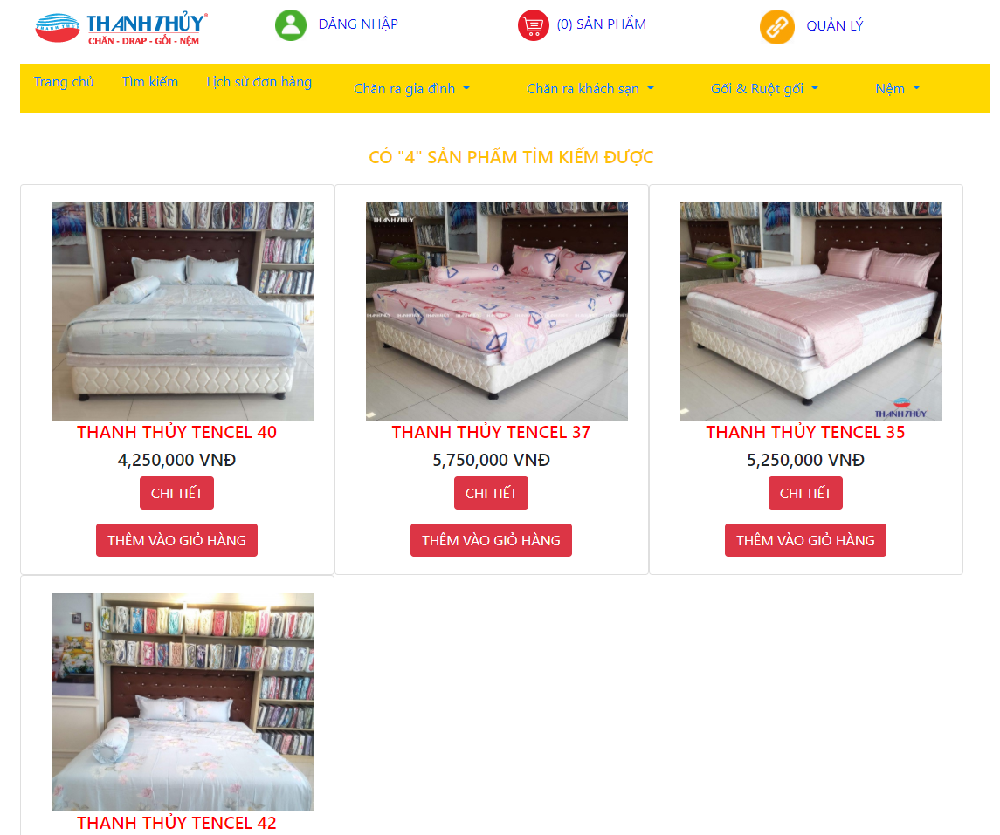 THANH THỦY
THANH THỦY
CHĂN - DRAP - GỐI - NỆM
ĐĂNG NHẬP
(0) SẢN PHẨM
QUẢN LÝ
Trang chủ
Tìm kiếm
Lịch sử đơn hàng
Chăn ra gia đình
Chăn ra khách sạn
Gối & Ruột gối
Nệm
CÓ "4" SẢN PHẨM TÌM KIẾM ĐƯỢC
THANH THỦY
THANH THỦY
THANH THỦY TENCEL 40
4,250,000 VNĐ
CHI TIẾT
THÊM VÀO GIỎ HÀNG
THANH THỦY TENCEL 37
5,750,000 VNĐ
CHI TIẾT
THÊM VÀO GIỎ HÀNG
THANH THỦY TENCEL 35
5,250,000 VNĐ
CHI TIẾT
THÊM VÀO GIỎ HÀNG
THANH THỦY TENCEL 42